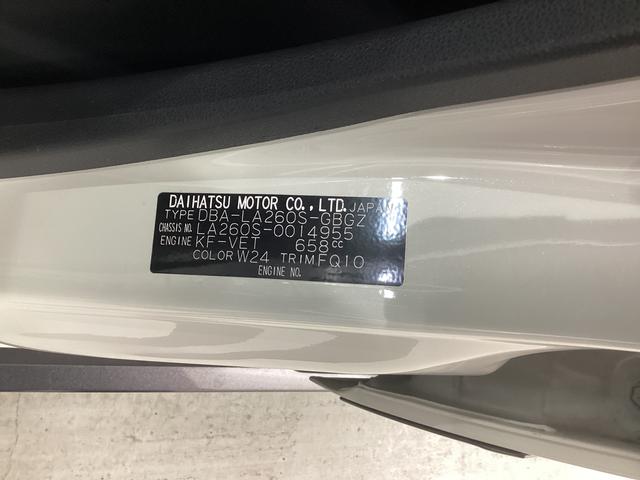 DAIHATSU MOTOR CO., LTD. JAPAN
TYPE DBA-LA260S-GBGZ
CHASSIS NO. LA260S-0014955
ENGINE KF-VET 658cc
COLOR W24 TRIM FQ10
ENGINE NO.